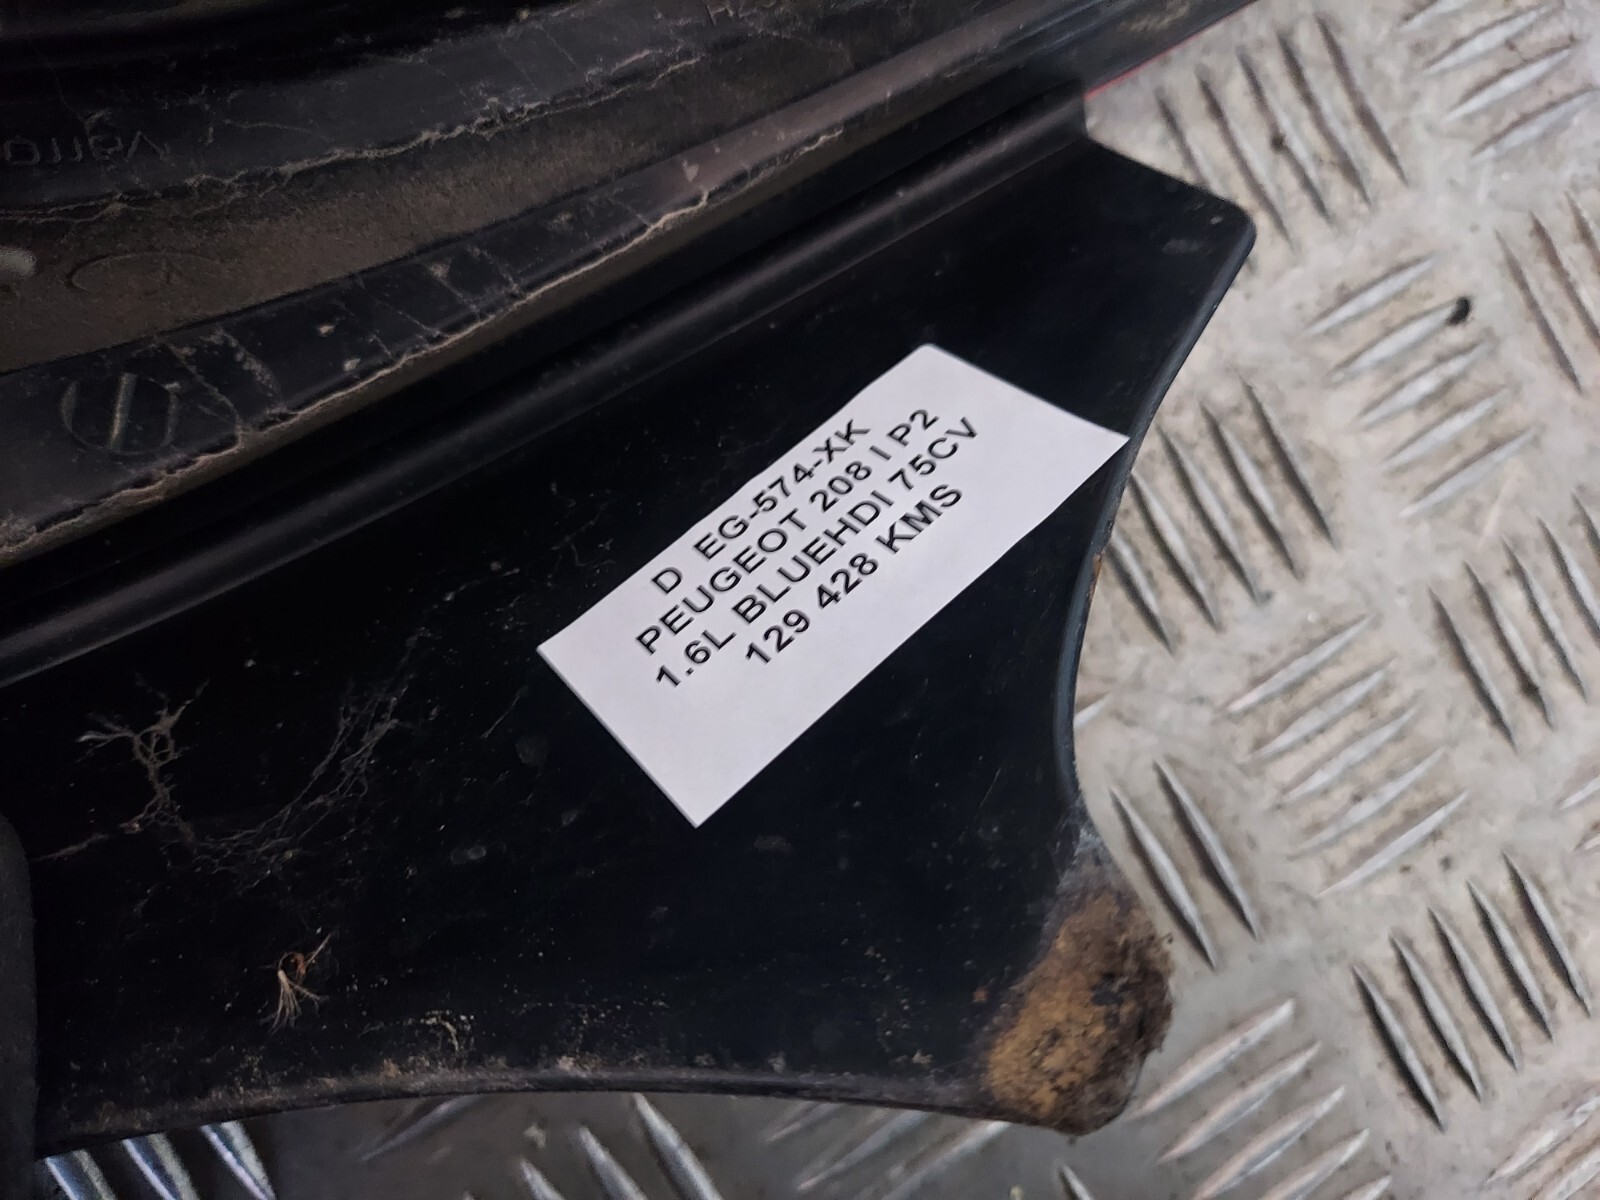 D EG-574-XK
PEUGEOT 208 I P2
1.6L BLUEHDI 75CV
129 428 KMS